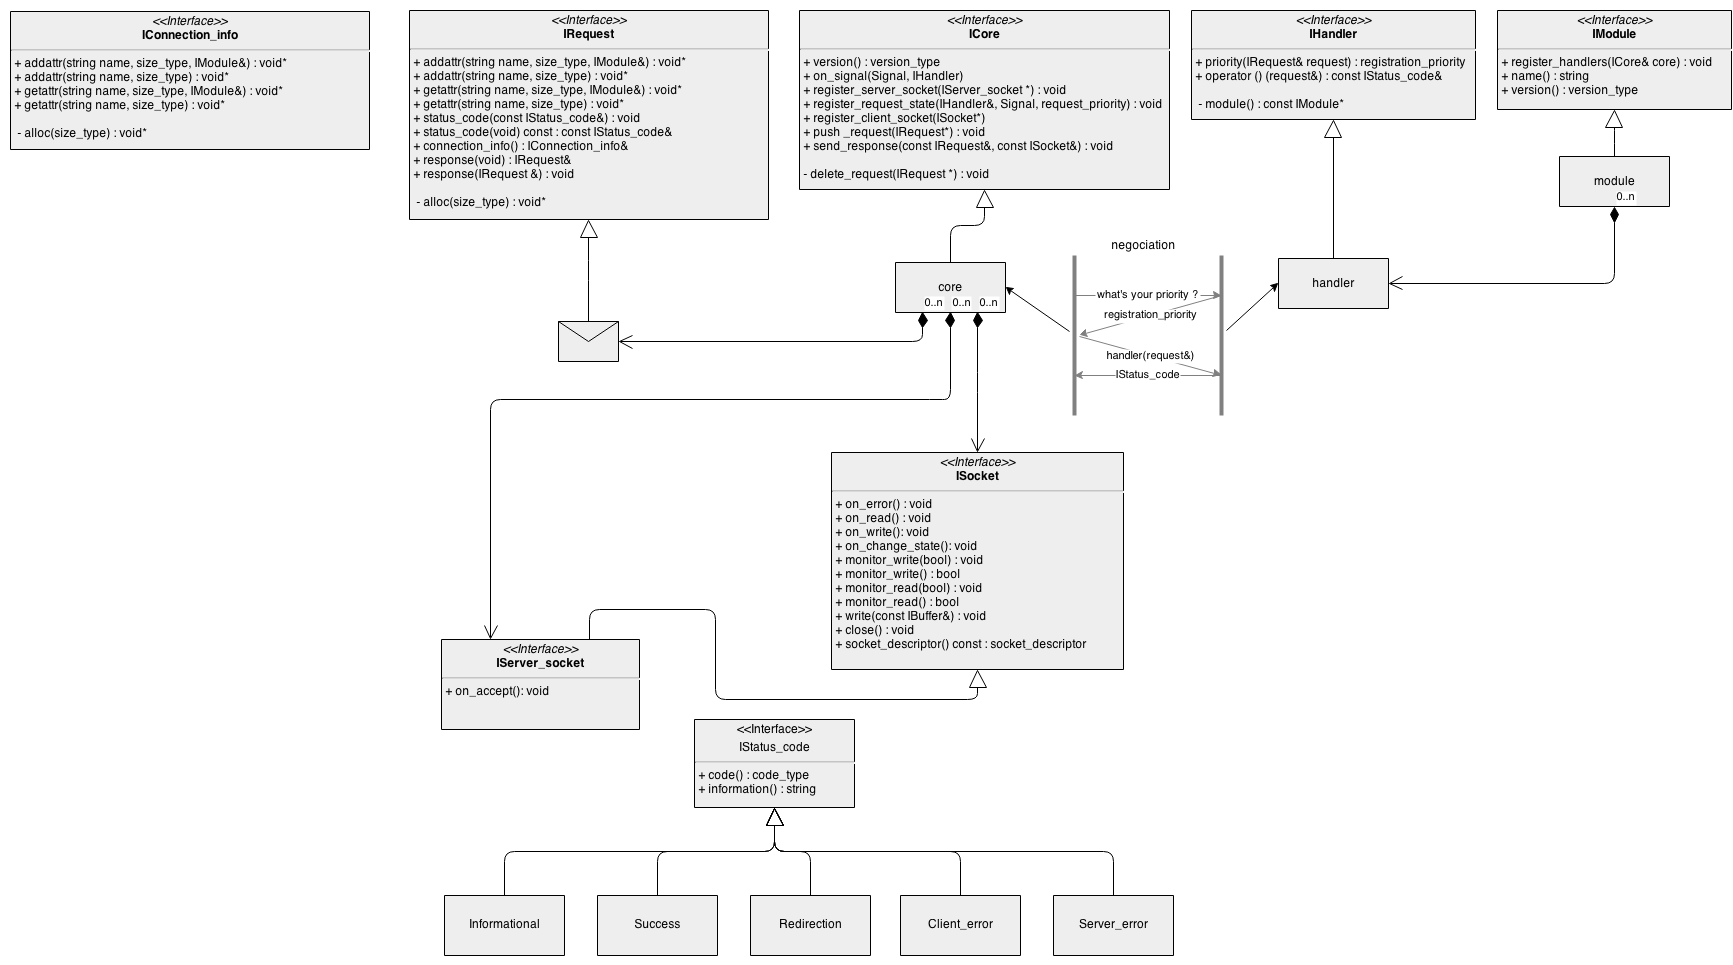 <<Interface>>
IConnection_info
+ addattr(string name, size_type, IModule&) : void*
+ addattr(string name, size_type) : void*
+ getattr(string name, size_type, IModule&) : void*
+ getattr(string name, size_type) : void*
- alloc(size_type) : void*
<<Interface>>
IRequest
+ addattr(string name, size_type, IModule&) : void*
+ addattr(string name, size_type) : void*
+ getattr(string name, size_type, IModule&) : void*
+ getattr(string name, size_type) : void*
+ status_code(const IStatus_code&) : void
+ status_code(void) const : const IStatus_code&
+ connection_info() : IConnection_info&
+ response(void) : IRequest&
+ response(IRequest &) : void
- alloc(size_type) : void*
<<Interface>>
ICore
+ version() : version_type
+ on_signal(Signal, IHandler)
+ register_server_socket(IServer_socket *) : void
+ register_request_state(IHandler&, Signal, request_priority) : void
+ register_client_socket(ISocket*)
+ push _request(IRequest*) : void
+ send_response(const IRequest&, const ISocket&) : void
- delete_request(IRequest *) : void
<<Interface>>
IHandler
+ priority(IRequest& request) : registration_priority
+ operator () (request&) : const IStatus_code&
- module() : const IModule*
<<Interface>>
IModule
+ register_handlers(ICore& core) : void
+ name() : string
+ version() : version_type
module
0..n
negociation
core
0..n 0..n 0..n
what's your priority ?
registration_priority
handler(request&)
IStatus_code
handler
<<Interface>>
ISocket
+ on_error() : void
+ on_read() : void
+ on_write(): void
+ on_change_state(): void
+ monitor_write(bool) : void
+ monitor_write() : bool
+ monitor_read(bool) : void
+ monitor_read() : bool
+ write(const IBuffer&) : void
+ close() : void
+ socket_descriptor() const : socket_descriptor
<<Interface>>
IServer_socket
+ on_accept(): void
<<Interface>>
IStatus_code
+ code() : code_type
+ information() : string
Informational
Success
Redirection
Client_error
Server_error